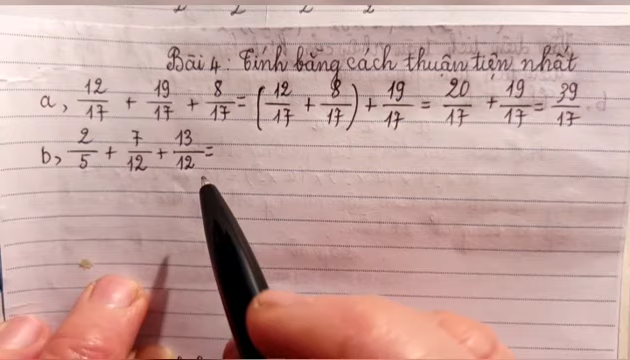 Bài 4: Tính bằng cách thuận tiện nhất
a, 12/17 + 19/17 + 8/17 = (12/17 + 8/17) + 19/17 = 20/17 + 19/17 = 39/17
b, 2/5 + 7/12 + 13/12 =